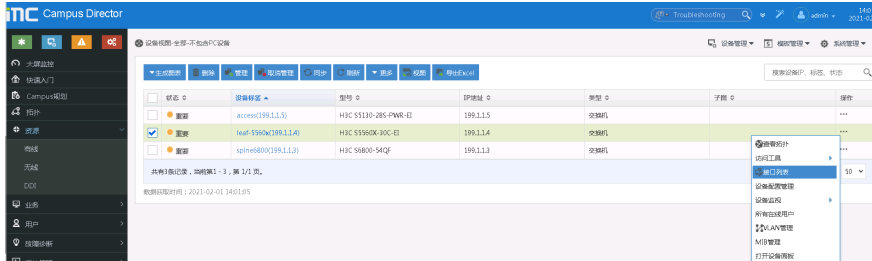 iMC Campus Director
Troubleshooting
admin
14:0
2021-02
大屏监控
快速入门
Campus规划
拓扑
资源
有线
无线
DDI
业务
用户
故障诊断
设备视图-全部-不包含PC设备
设备管理 模板管理 系统管理
生成图表 删除 管理 取消管理 同步 刷新 更多 视图 导出Excel
搜索设备IP、标签、状态
状态 设备标签 型号 IP地址 类型 子图 操作
重要 access(199.1.1.5) H3C S5130-28S-PWR-EI 199.1.1.5 交换机 ...
重要 leaf-5560x(199.1.1.4) H3C S5560X-30C-EI 199.1.1.4 交换机 ...
重要 spine6800(199.1.1.3) H3C S6800-54QF 199.1.1.3 交换机
共有3条记录，当前第1 - 3，第 1/1 页。
50
数据获取时间：2021-02-01 14:01:05
查看拓扑
访问工具
接口列表
设备配置管理
设备监视
所有在线用户
VLAN管理
MIB管理
打开设备面板